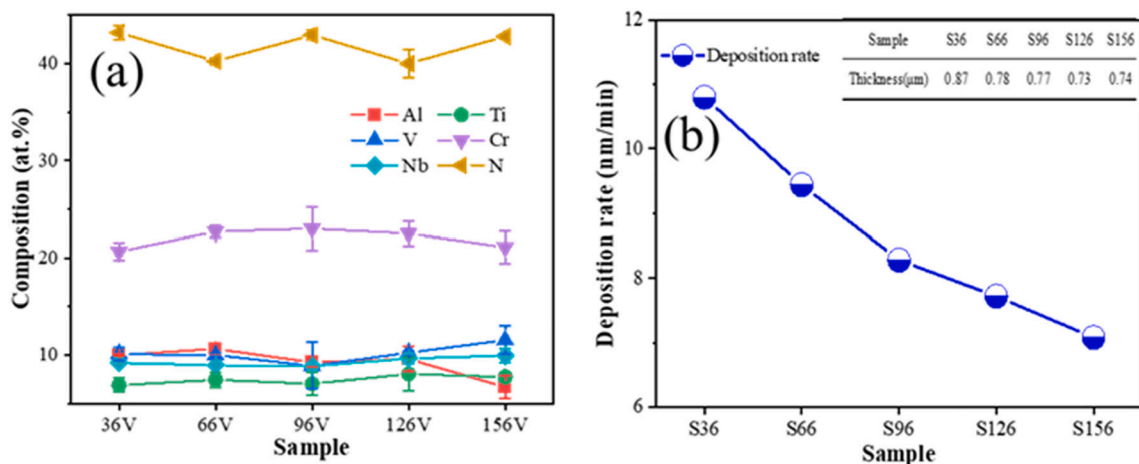 (a)
Composition (at.%)
40
30
20
10
Al
Ti
V
Cr
Nb
N
36V 66V 96V 126V 156V
Sample
(b)
Deposition rate (nm/min)
12
10
8
6
Deposition rate
Sample S36 S66 S96 S126 S156
Thickness(μm) 0.87 0.78 0.77 0.73 0.74
S36 S66 S96 S126 S156
Sample